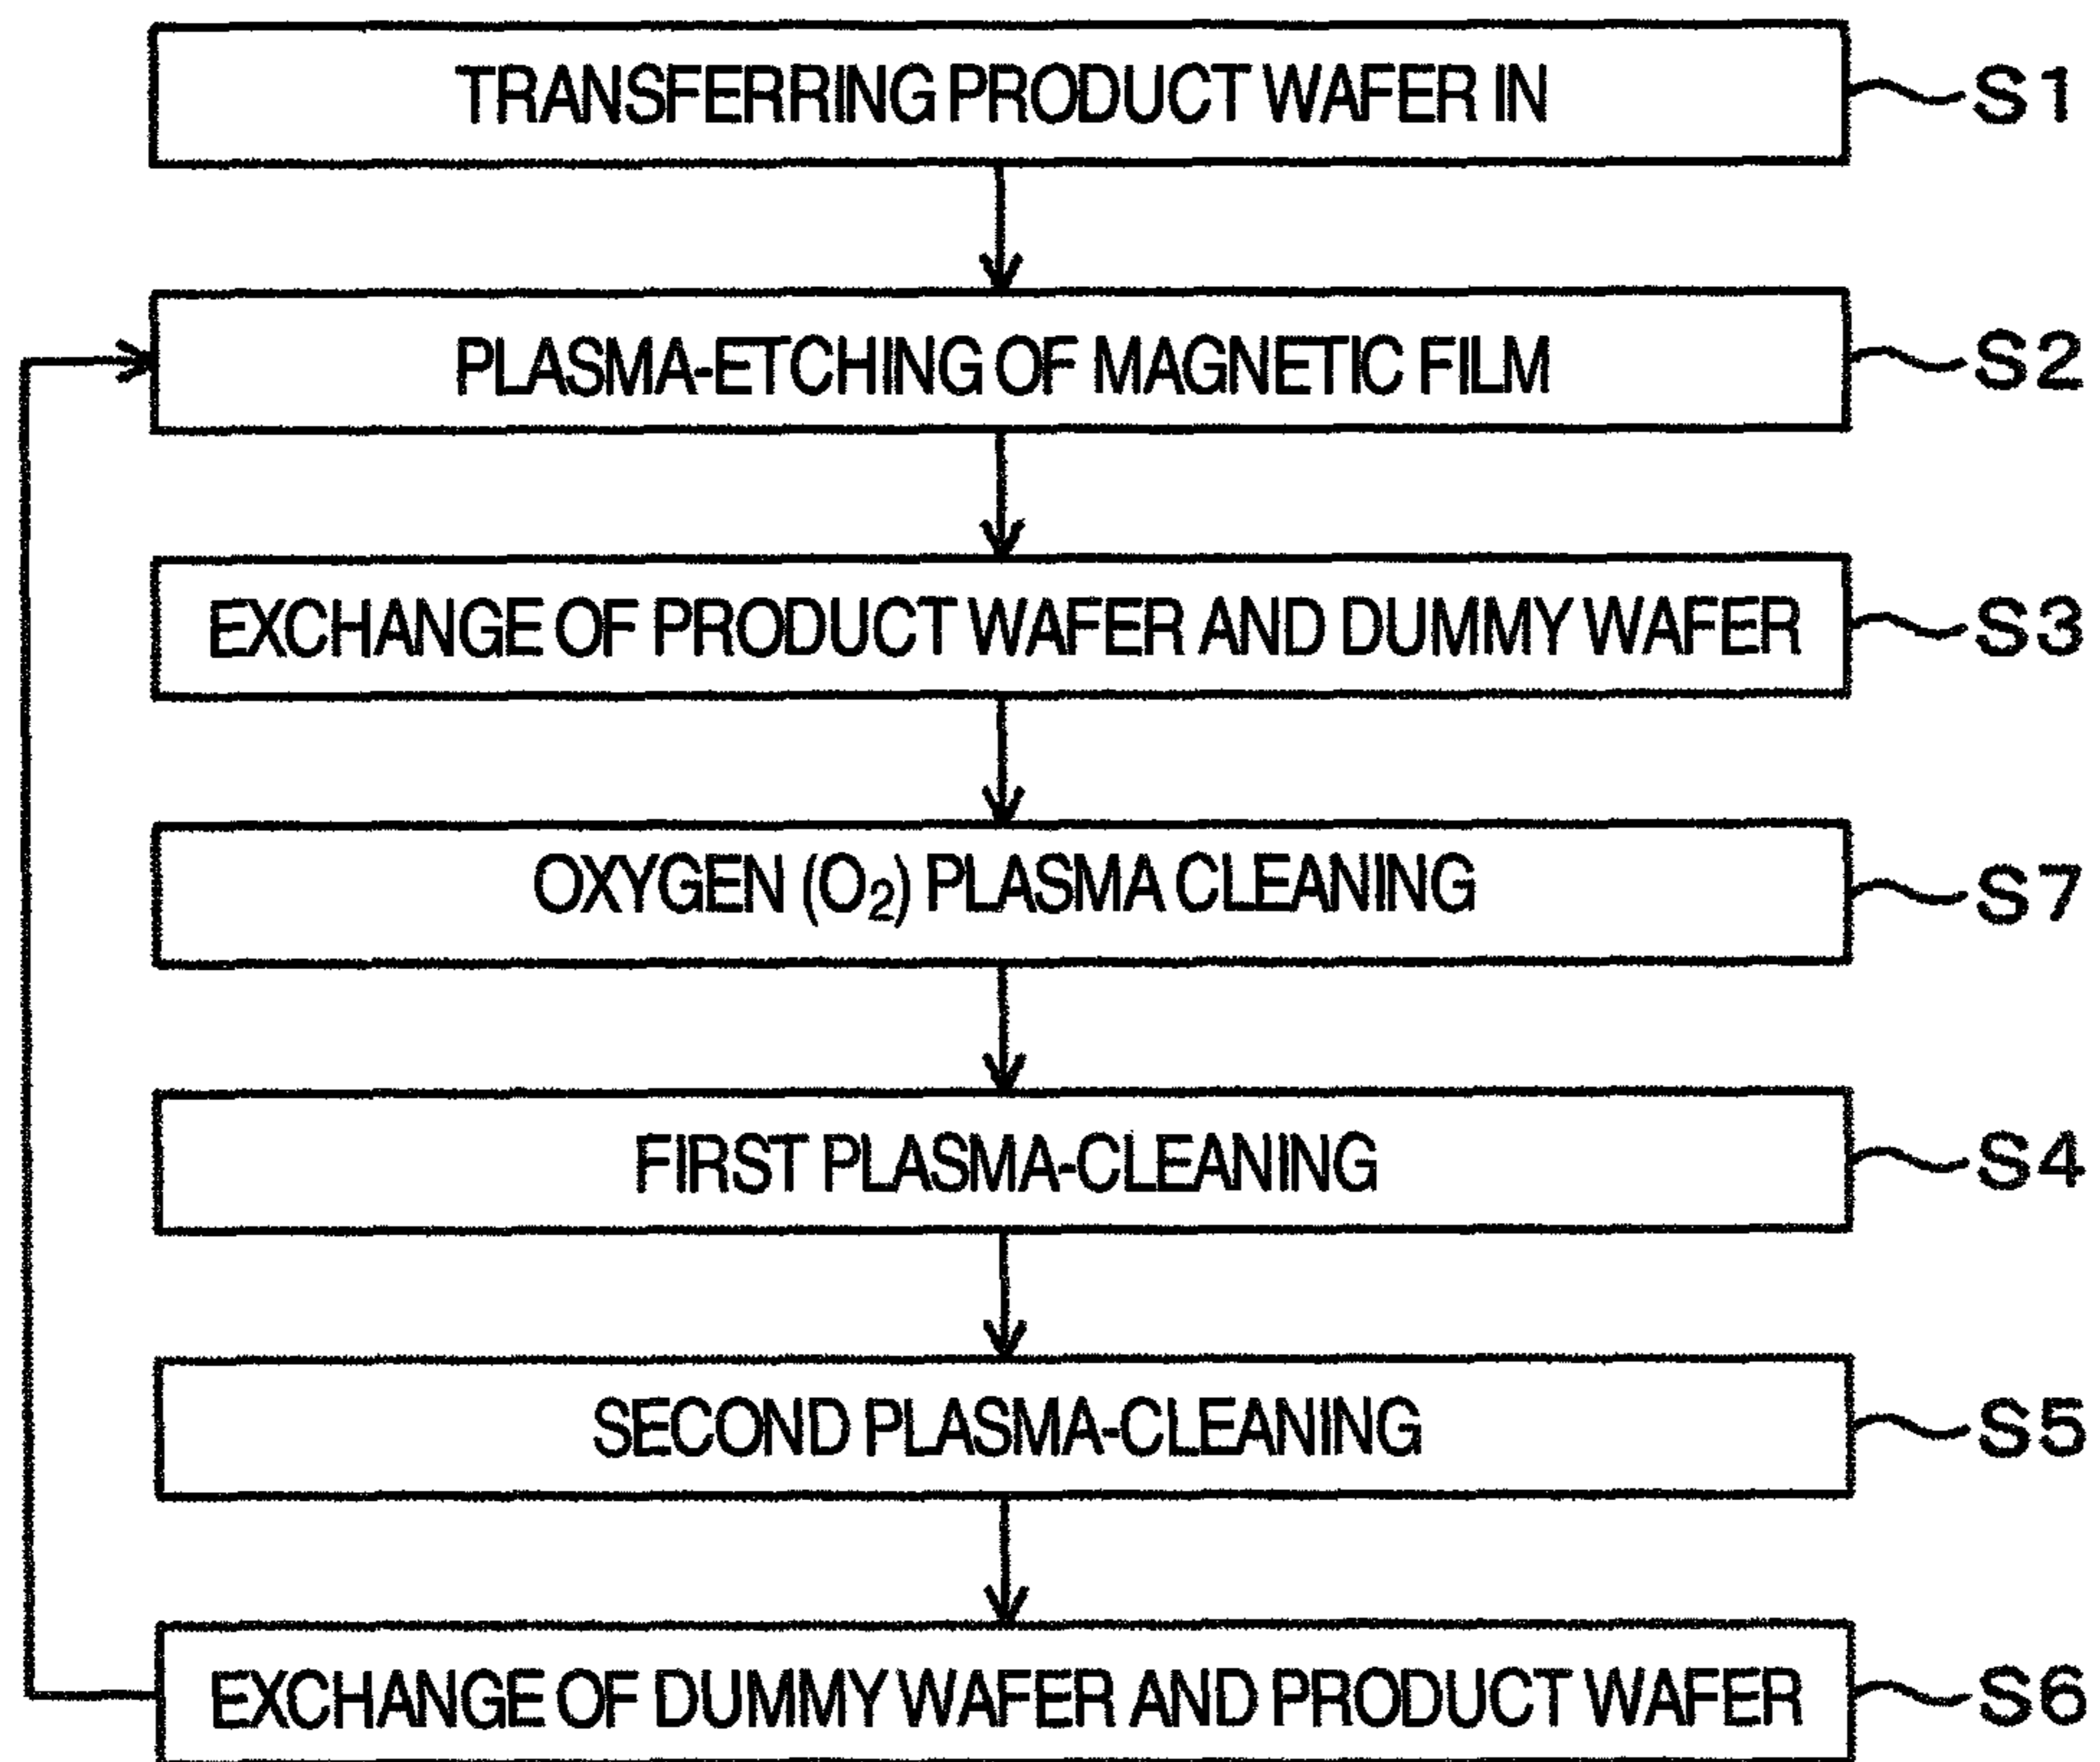 TRANSFERRING PRODUCT WAFER IN S1
PLASMA-ETCHING OF MAGNETIC FILM S2
EXCHANGE OF PRODUCT WAFER AND DUMMY WAFER S3
OXYGEN (O₂) PLASMA CLEANING S7
FIRST PLASMA-CLEANING S4
SECOND PLASMA-CLEANING S5
EXCHANGE OF DUMMY WAFER AND PRODUCT WAFER S6